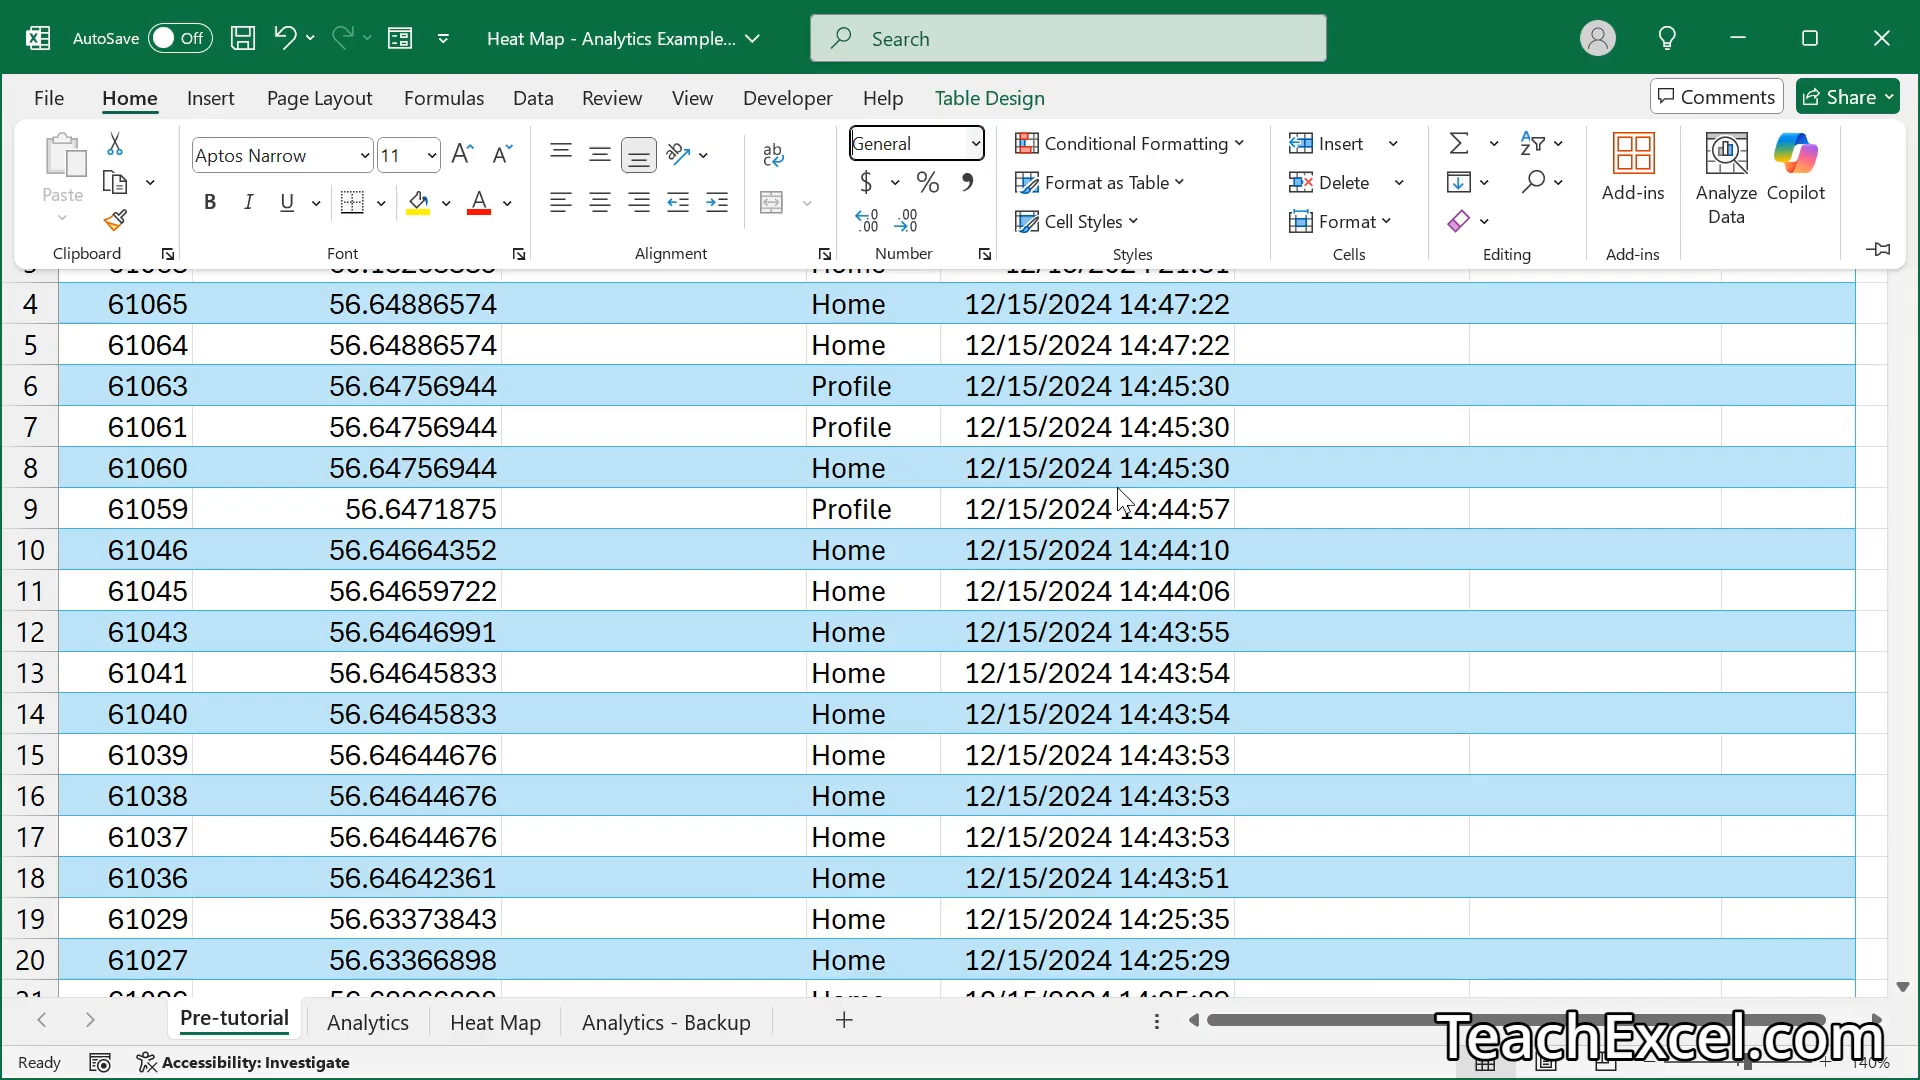 AutoSave Off Heat Map - Analytics Example... Search
File Home Insert Page Layout Formulas Data Review View Developer Help Table Design Comments Share
Paste
Clipboard
Aptos Narrow 11
B I U
Font
ab
Alignment
General
$ % 9
Number
Conditional Formatting
Format as Table
Cell Styles
Styles
Insert
Delete
Format
Cells
Editing
Add-ins
Add-ins
Analyze Data
Copilot
4 61065 56.64886574 Home 12/15/2024 14:47:22
5 61064 56.64886574 Home 12/15/2024 14:47:22
6 61063 56.64756944 Profile 12/15/2024 14:45:30
7 61061 56.64756944 Profile 12/15/2024 14:45:30
8 61060 56.64756944 Home 12/15/2024 14:45:30
9 61059 56.6471875 Profile 12/15/2024 14:44:57
10 61046 56.64664352 Home 12/15/2024 14:44:10
11 61045 56.64659722 Home 12/15/2024 14:44:06
12 61043 56.64646991 Home 12/15/2024 14:43:55
13 61041 56.64645833 Home 12/15/2024 14:43:54
14 61040 56.64645833 Home 12/15/2024 14:43:54
15 61039 56.64644676 Home 12/15/2024 14:43:53
16 61038 56.64644676 Home 12/15/2024 14:43:53
17 61037 56.64644676 Home 12/15/2024 14:43:53
18 61036 56.64642361 Home 12/15/2024 14:43:51
19 61029 56.63373843 Home 12/15/2024 14:25:35
20 61027 56.63366898 Home 12/15/2024 14:25:29
Pre-tutorial Analytics Heat Map Analytics - Backup
TeachExcel.com
Ready Accessibility: Investigate 140%